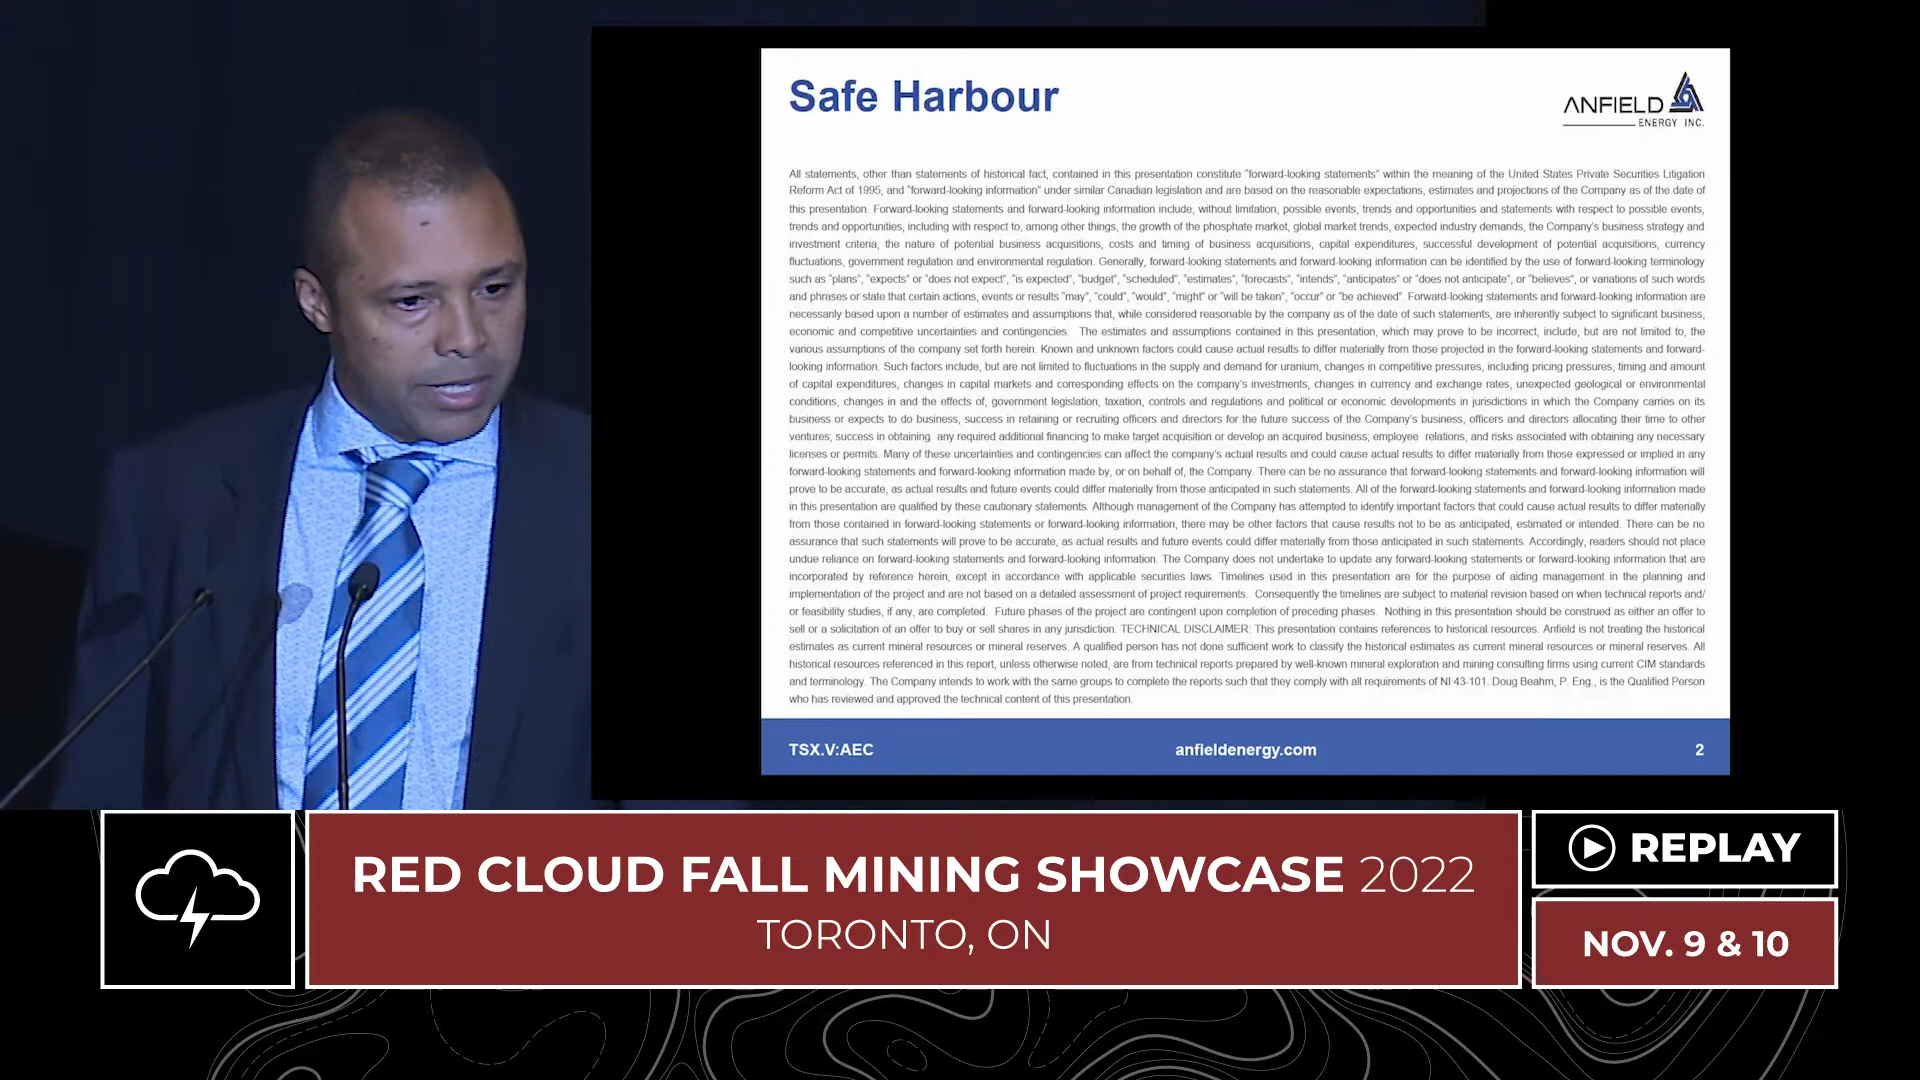 Safe Harbour
ANFIELD
ENERGY INC.
All statements, other than statements of historical fact, contained in this presentation constitute "forward-looking statements" within the meaning of the United States Private Securities Litigation
Reform Act of 1995, and "forward-looking information" under similar Canadian legislation and are based on the reasonable expectations, estimates and projections of the Company as of the date of
this presentation. Forward-looking statements and forward-looking information include, without limitation, possible events, trends and opportunities and statements with respect to possible events,
trends and opportunities, including with respect to, among other things, the growth of the phosphate market, global market trends, expected industry demands, the Company's business strategy and
investment criteria, the nature of potential business acquisitions, costs and timing of business acquisitions, capital expenditures, successful development of potential acquisitions, currency
fluctuations, government regulation and environmental regulation. Generally, forward-looking statements and forward-looking information can be identified by the use of forward-looking terminology
such as "plans", "expects" or "does not expect", "is expected", "budget", "scheduled", "estimates", "forecasts", "intends", "anticipates" or "does not anticipate", or "believes", or variations of such words
and phrases or state that certain actions, events or results "may", "could", "would", "might" or "will be taken", "occur" or "be achieved". Forward-looking statements and forward-looking information are
necessarily based upon a number of estimates and assumptions that, while considered reasonable by the company as of the date of such statements, are inherently subject to significant business,
economic and competitive uncertainties and contingencies. The estimates and assumptions contained in this presentation, which may prove to be incorrect, include, but are not limited to, the
various assumptions of the company set forth herein. Known and unknown factors could cause actual results to differ materially from those projected in the forward-looking statements and forward-
looking information. Such factors include, but are not limited to fluctuations in the supply and demand for uranium, changes in competitive pressures, including pricing pressures, timing and amount
of capital expenditures, changes in capital markets and corresponding effects on the company's investments, changes in currency and exchange rates, unexpected geological or environmental
conditions, changes in and the effects of, government legislation, taxation, controls and regulations and political or economic developments in jurisdictions in which the Company carries on its
business or expects to do business, success in retaining or recruiting officers and directors for the future success of the Company's business, officers and directors allocating their time to other
ventures; success in obtaining any required additional financing to make target acquisition or develop an acquired business; employee relations, and risks associated with obtaining any necessary
licenses or permits. Many of these uncertainties and contingencies can affect the company's actual results and could cause actual results to differ materially from those expressed or implied in any
forward-looking statements and forward-looking information made by, or on behalf of, the Company. There can be no assurance that forward-looking statements and forward-looking information will
prove to be accurate, as actual results and future events could differ materially from those anticipated in such statements. All of the forward-looking statements and forward-looking information made
in this presentation are qualified by these cautionary statements. Although management of the Company has attempted to identify important factors that could cause actual results to differ materially
from those contained in forward-looking statements or forward-looking information, there may be other factors that cause results not to be as anticipated, estimated or intended. There can be no
assurance that such statements will prove to be accurate, as actual results and future events could differ materially from those anticipated in such statements. Accordingly, readers should not place
undue reliance on forward-looking statements and forward-looking information. The Company does not undertake to update any forward-looking statements or forward-looking information that are
incorporated by reference herein, except in accordance with applicable securities laws. Timelines used in this presentation are for the purpose of aiding management in the planning and
implementation of the project and are not based on a detailed assessment of project requirements. Consequently the timelines are subject to material revision based on when technical reports and/
or feasibility studies, if any, are completed. Future phases of the project are contingent upon completion of preceding phases. Nothing in this presentation should be construed as either an offer to
sell or a solicitation of an offer to buy or sell shares in any jurisdiction. TECHNICAL DISCLAIMER: This presentation contains references to historical resources. Anfield is not treating the historical
estimates as current mineral resources or mineral reserves. A qualified person has not done sufficient work to classify the historical estimates as current mineral resources or mineral reserves. All
historical resources referenced in this report, unless otherwise noted, are from technical reports prepared by well-known mineral exploration and mining consulting firms using current CIM standards
and terminology. The Company intends to work with the same groups to complete the reports such that they comply with all requirements of NI 43-101. Doug Beahm, P. Eng., is the Qualified Person
who has reviewed and approved the technical content of this presentation.
TSX.V:AEC
anfieldenergy.com
2
RED CLOUD FALL MINING SHOWCASE 2022
TORONTO, ON
REPLAY
NOV. 9 & 10